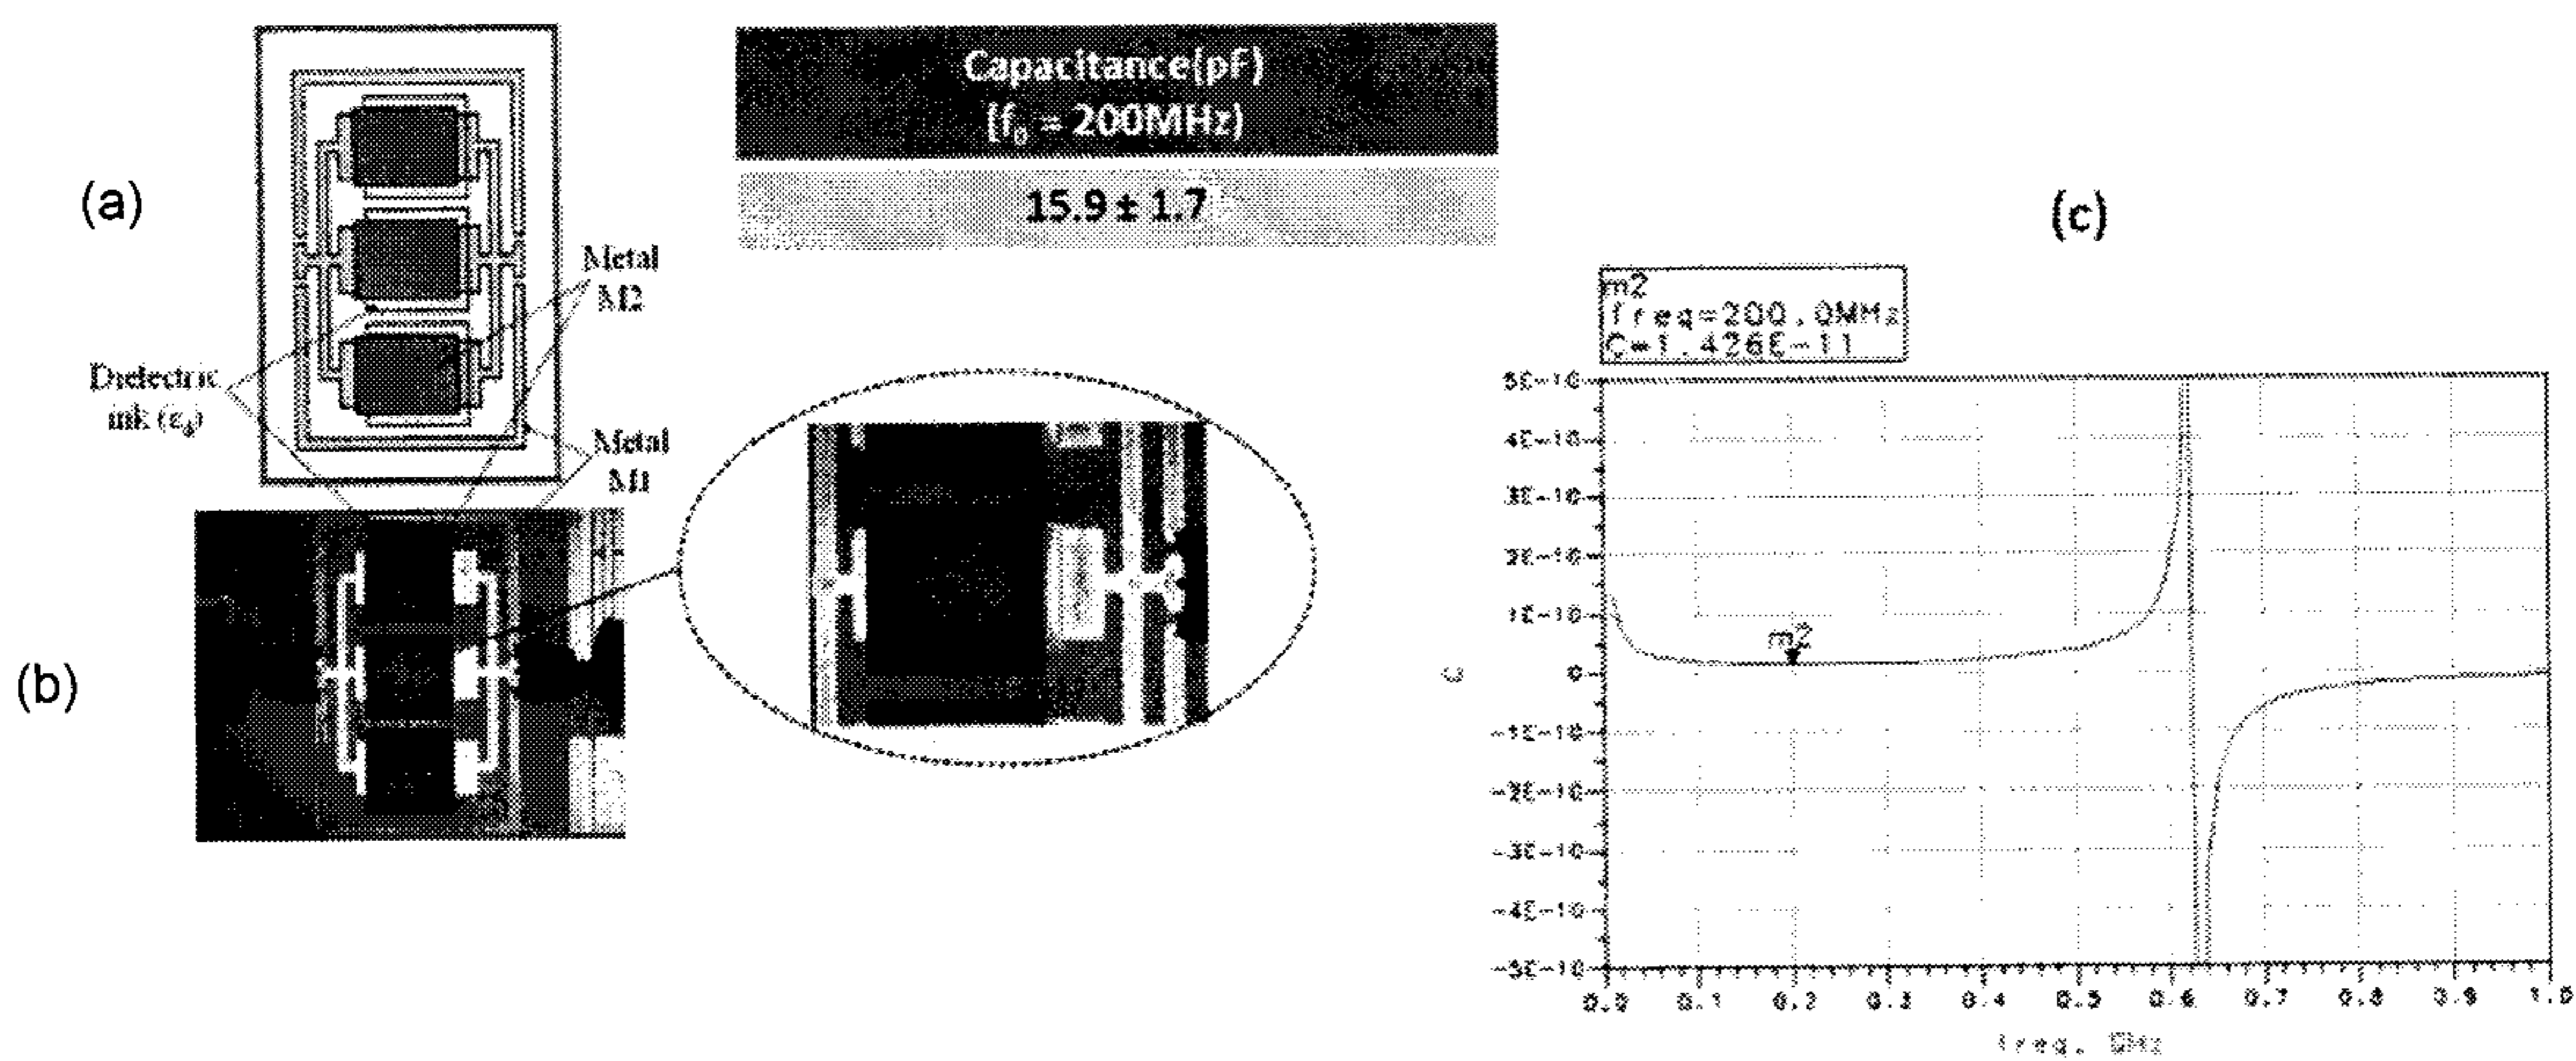 (a)
Metal
M2
Dielectric
ink (εd)
Metal
M1
(b)
Capacitance(pF)
(f0 = 200MHz)
15.9 ± 1.7
(c)
m2
freq=200.0MHz
C=1.426E-11
5E-10
4E-10
3E-10
2E-10
1E-10
0
-1E-10
-2E-10
-3E-10
-4E-10
-5E-10
C
m2
0.0 0.1 0.2 0.3 0.4 0.5 0.6 0.7 0.8 0.9 1.0
freq, GHz